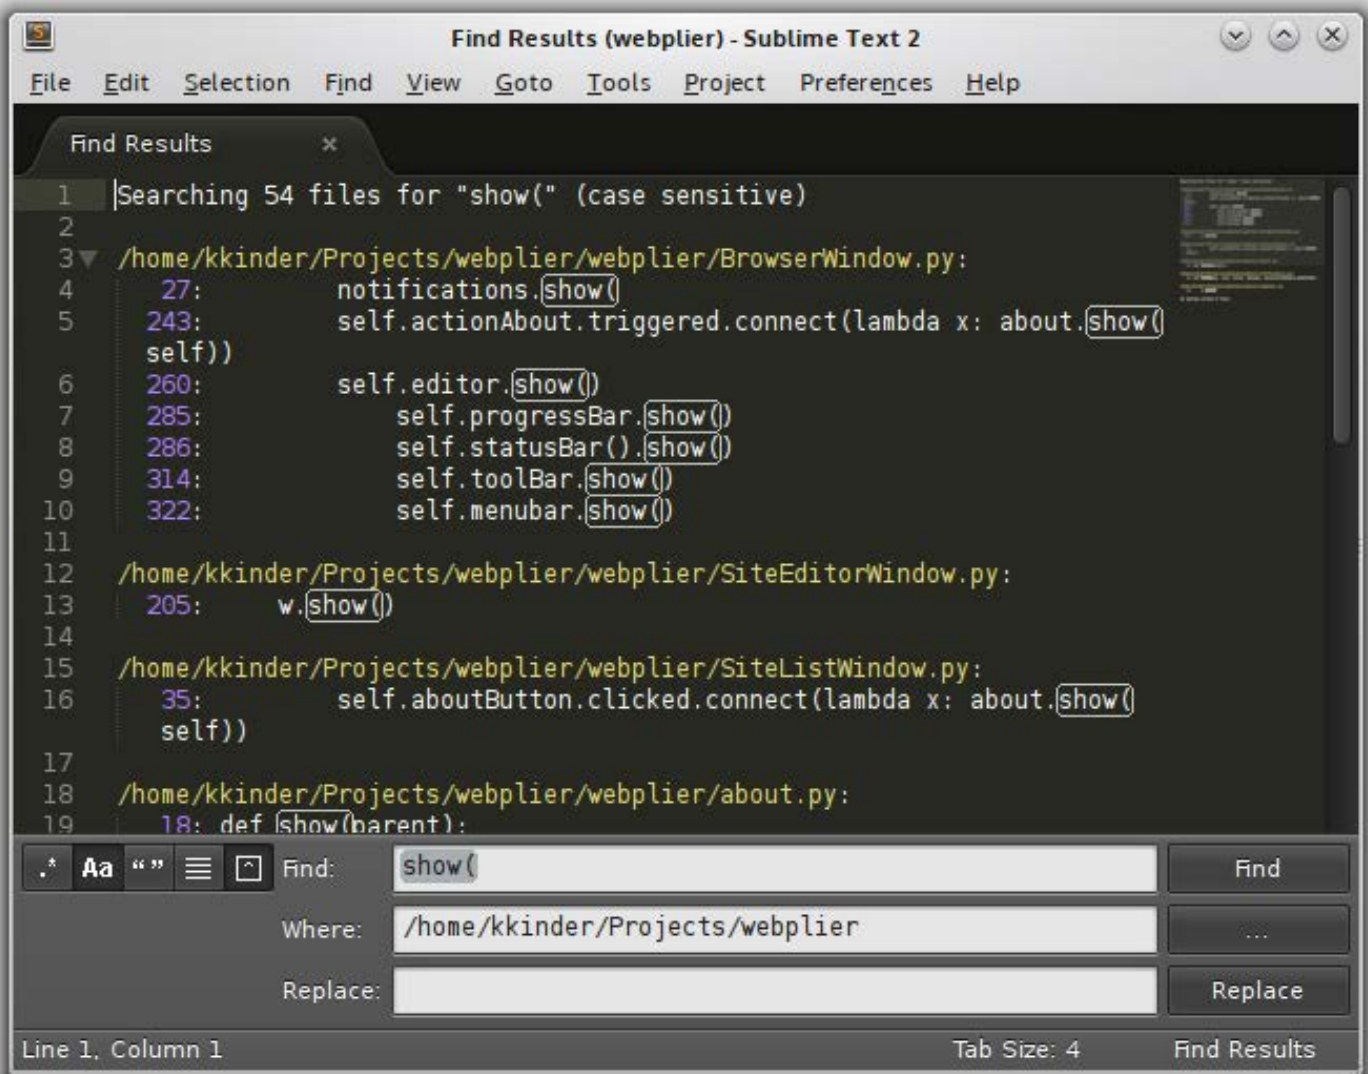 Find Results (webplier) - Sublime Text 2
File Edit Selection Find View Goto Tools Project Preferences Help
Find Results ×
1 Searching 54 files for "show(" (case sensitive)
2
3 /home/kkinder/Projects/webplier/webplier/BrowserWindow.py:
4 27: notifications.show(
5 243: self.actionAbout.triggered.connect(lambda x: about.show(
self))
6 260: self.editor.show()
7 285: self.progressBar.show()
8 286: self.statusBar().show()
9 314: self.toolBar.show()
10 322: self.menubar.show()
11
12 /home/kkinder/Projects/webplier/webplier/SiteEditorWindow.py:
13 205: w.show()
14
15 /home/kkinder/Projects/webplier/webplier/SiteListWindow.py:
16 35: self.aboutButton.clicked.connect(lambda x: about.show(
self))
17
18 /home/kkinder/Projects/webplier/webplier/about.py:
19 18: def show(parent):
.* Aa “” Find: show( Find
Where: /home/kkinder/Projects/webplier ...
Replace: Replace
Line 1, Column 1 Tab Size: 4 Find Results